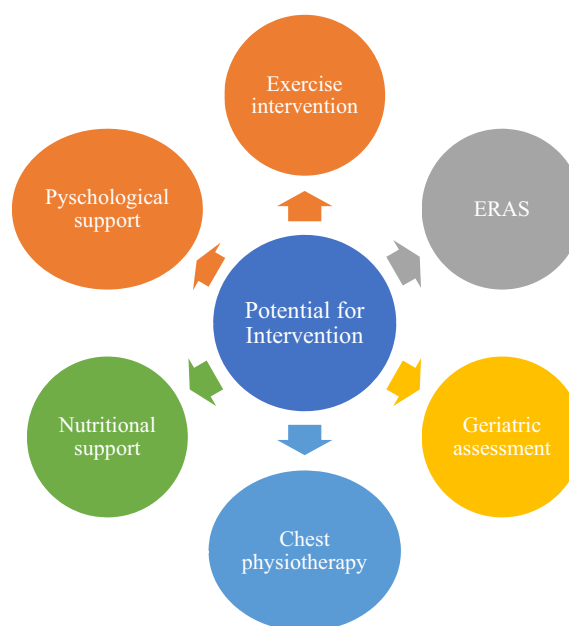 Exercise
intervention
Pyschological
support
ERAS
Potential for
Intervention
Nutritional
support
Geriatric
assessment
Chest
physiotherapy